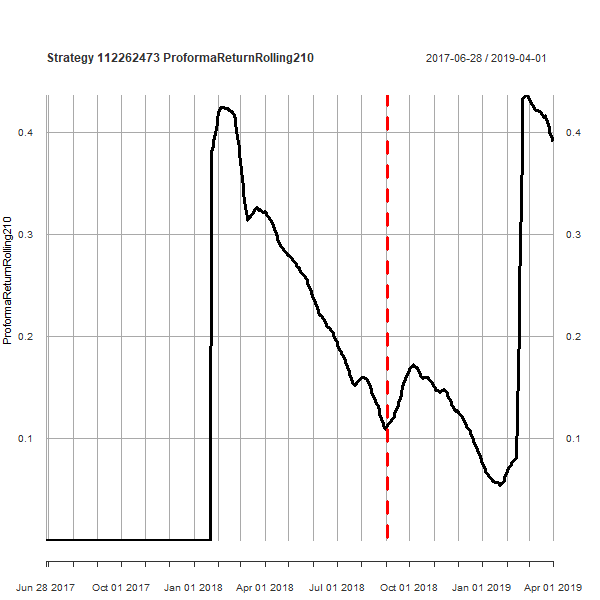 Strategy 112262473 ProformaReturnRolling210
2017-06-28 / 2019-04-01
ProformaReturnRolling210
0.4
0.4
0.3
0.3
0.2
0.2
0.1
0.1
Jun 28 2017
Oct 01 2017
Jan 01 2018
Apr 01 2018
Jul 01 2018
Oct 01 2018
Jan 01 2019
Apr 01 2019